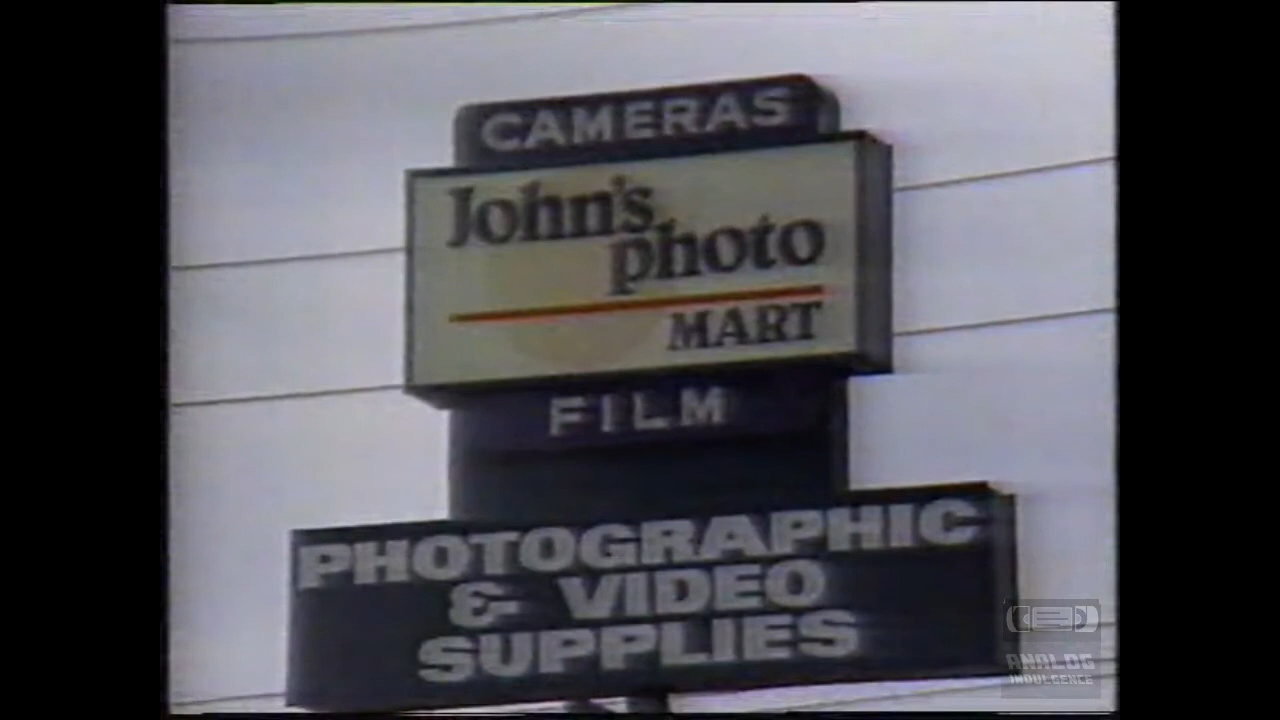 CAMERAS
John's
photo
MART
FILM
PHOTOGRAPHIC
& VIDEO
SUPPLIES
ANALOG
INDULGENCE